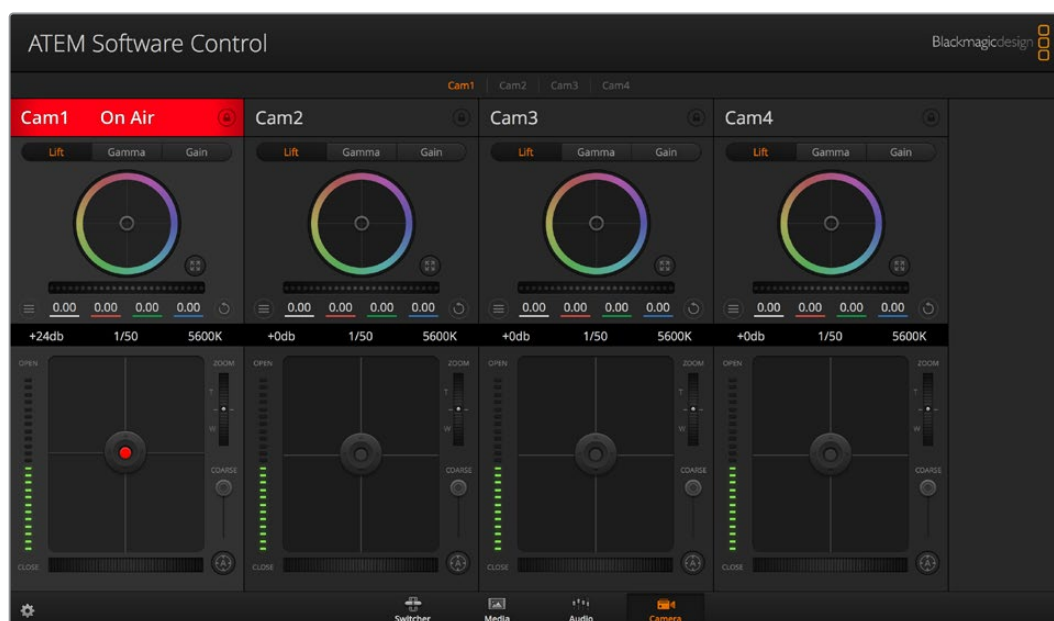 ATEM Software Control
Blackmagicdesign
Cam1 Cam2 Cam3 Cam4
Cam1 On Air
Cam2
Cam3
Cam4
Lift Gamma Gain
Lift Gamma Gain
Lift Gamma Gain
Lift Gamma Gain
0.00 0.00 0.00 0.00
0.00 0.00 0.00 0.00
0.00 0.00 0.00 0.00
0.00 0.00 0.00 0.00
+24db 1/50 5600K
+0db 1/50 5600K
+0db 1/50 5600K
+0db 1/50 5600K
OPEN ZOOM
OPEN ZOOM
OPEN ZOOM
OPEN ZOOM
T
T
T
T
W
W
W
W
COARSE
COARSE
COARSE
COARSE
CLOSE A
CLOSE A
CLOSE A
CLOSE A
Switcher Media Audio Camera